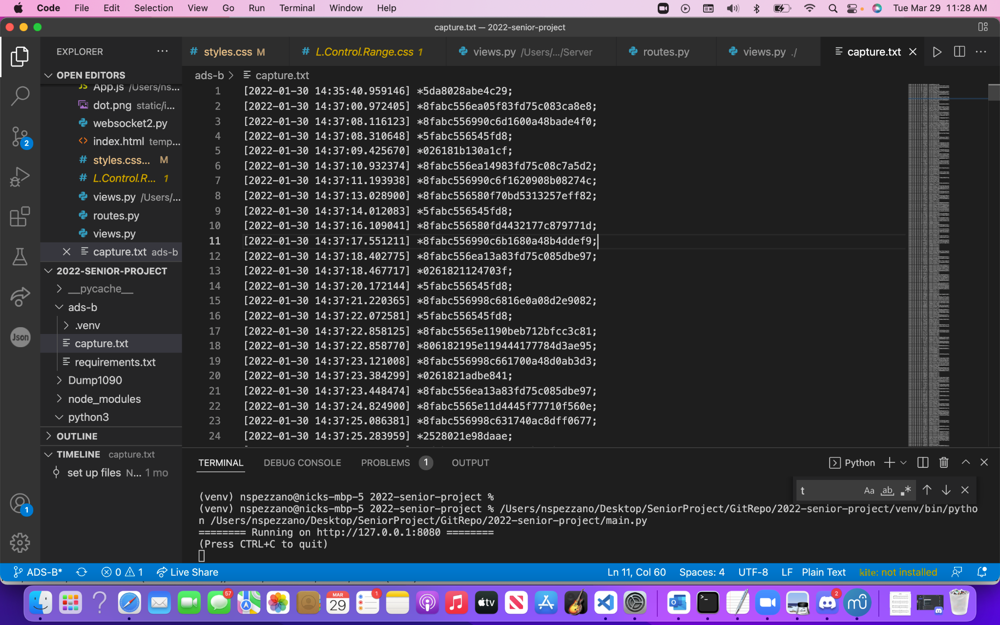 Code File Edit Selection View Go Run Terminal Window Help Tue Mar 29 11:28 AM
capture.txt — 2022-senior-project
EXPLORER
# styles.css M # L.Control.Range.css 1 views.py /Users/.../Server routes.py views.py ./ capture.txt
OPEN EDITORS
JS App.js /Users/ns...
dot.png static/i...
websocket2.py
<> index.html temp...
# styles.css... M
# L.Control.R... 1
views.py /Users/...
routes.py
views.py
capture.txt ads-b
2022-SENIOR-PROJECT
__pycache__
ads-b
.venv
capture.txt
requirements.txt
Dump1090
node_modules
python3
OUTLINE
TIMELINE capture.txt
set up files N... 1 mo
2
Json
1
ads-b > capture.txt
1 [2022-01-30 14:35:40.959146] *5da8028abe4c29;
2 [2022-01-30 14:37:00.972405] *8fabc556ea05f83fd75c083ca8e8;
3 [2022-01-30 14:37:08.116123] *8fabc556990c6d1600a48bade4f0;
4 [2022-01-30 14:37:08.310648] *5fabc556545fd8;
5 [2022-01-30 14:37:09.425670] *026181b130a1cf;
6 [2022-01-30 14:37:10.932374] *8fabc556ea14983fd75c08c7a5d2;
7 [2022-01-30 14:37:11.193938] *8fabc556990c6f1620908b08274c;
8 [2022-01-30 14:37:13.028900] *8fabc556580f70bd5313257eff82;
9 [2022-01-30 14:37:14.012083] *5fabc556545fd8;
10 [2022-01-30 14:37:16.109041] *8fabc556580fd4432177c879771d;
11 [2022-01-30 14:37:17.551211] *8fabc556990c6b1680a48b4ddef9;
12 [2022-01-30 14:37:18.402775] *8fabc556ea13a83fd75c085dbe97;
13 [2022-01-30 14:37:18.467717] *0261821124703f;
14 [2022-01-30 14:37:20.172144] *5fabc556545fd8;
15 [2022-01-30 14:37:21.220365] *8fabc556998c6816e0a08d2e9082;
16 [2022-01-30 14:37:22.072581] *5fabc556545fd8;
17 [2022-01-30 14:37:22.858125] *8fabc5565e1190beb712bfcc3c81;
18 [2022-01-30 14:37:22.858770] *806182195e119444177784d3ae95;
19 [2022-01-30 14:37:23.121008] *8fabc556998c661700a48d0ab3d3;
20 [2022-01-30 14:37:23.384299] *0261821adbe841;
21 [2022-01-30 14:37:23.448474] *8fabc556ea13a83fd75c085dbe97;
22 [2022-01-30 14:37:24.824900] *8fabc5565e11d4445f77710f560e;
23 [2022-01-30 14:37:25.086381] *8fabc556998c631740ac8dff0677;
24 [2022-01-30 14:37:25.283959] *2528021e98daae;
TERMINAL DEBUG CONSOLE PROBLEMS 1 OUTPUT Python
t Aa ab .*
(venv) nspezzano@nicks-mbp-5 2022-senior-project %
(venv) nspezzano@nicks-mbp-5 2022-senior-project % /Users/nspezzano/Desktop/SeniorProject/GitRepo/2022-senior-project/venv/bin/pytho
n /Users/nspezzano/Desktop/SeniorProject/GitRepo/2022-senior-project/main.py
======== Running on http://127.0.0.1:8080 ========
(Press CTRL+C to quit)
ADS-B* 0 1 Live Share Ln 11, Col 60 Spaces: 4 UTF-8 LF Plain Text kite: not installed
57 MAR 29 1 tv 2